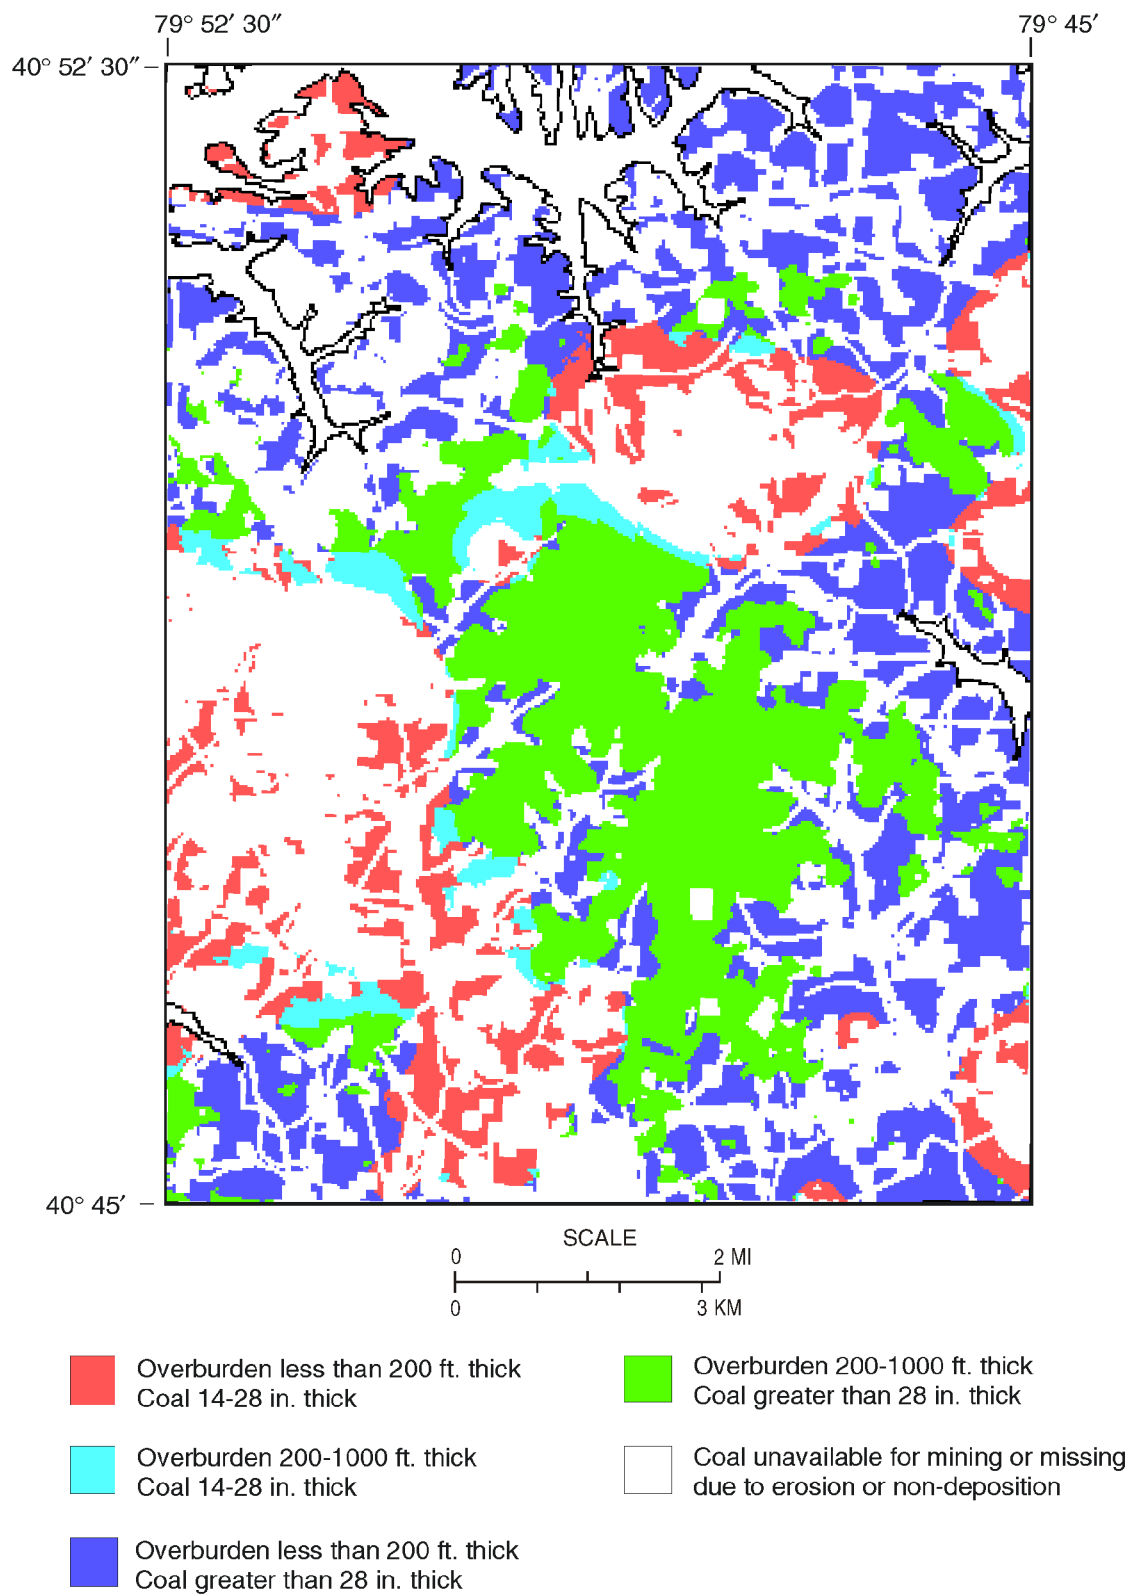 79° 52′ 30″
79° 45′
40° 52′ 30″
40° 45′
SCALE
0
2 MI
0
3 KM
Overburden less than 200 ft. thick
Coal 14-28 in. thick
Overburden 200-1000 ft. thick
Coal 14-28 in. thick
Overburden less than 200 ft. thick
Coal greater than 28 in. thick
Overburden 200-1000 ft. thick
Coal greater than 28 in. thick
Coal unavailable for mining or missing
due to erosion or non-deposition